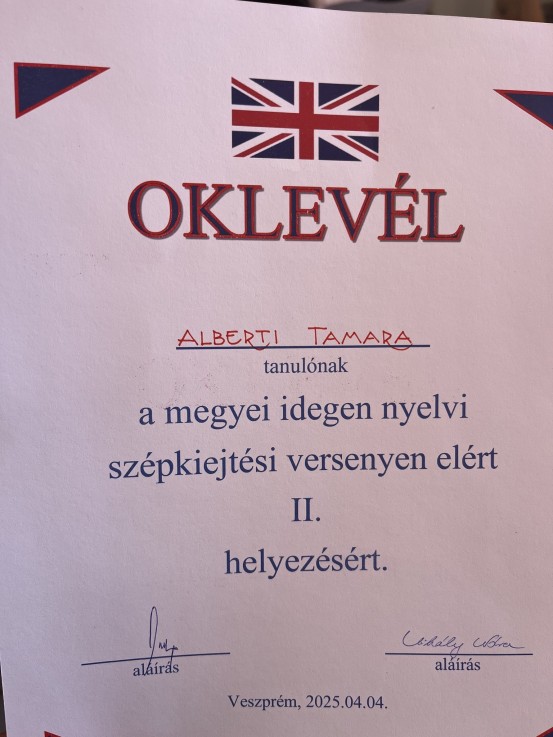 OKLEVÉL
ALBERTI TAMARA
tanulónak
a megyei idegen nyelvi
szépkiejtési versenyen elért
II.
helyezésért.
aláírás
aláírás
Veszprém, 2025.04.04.